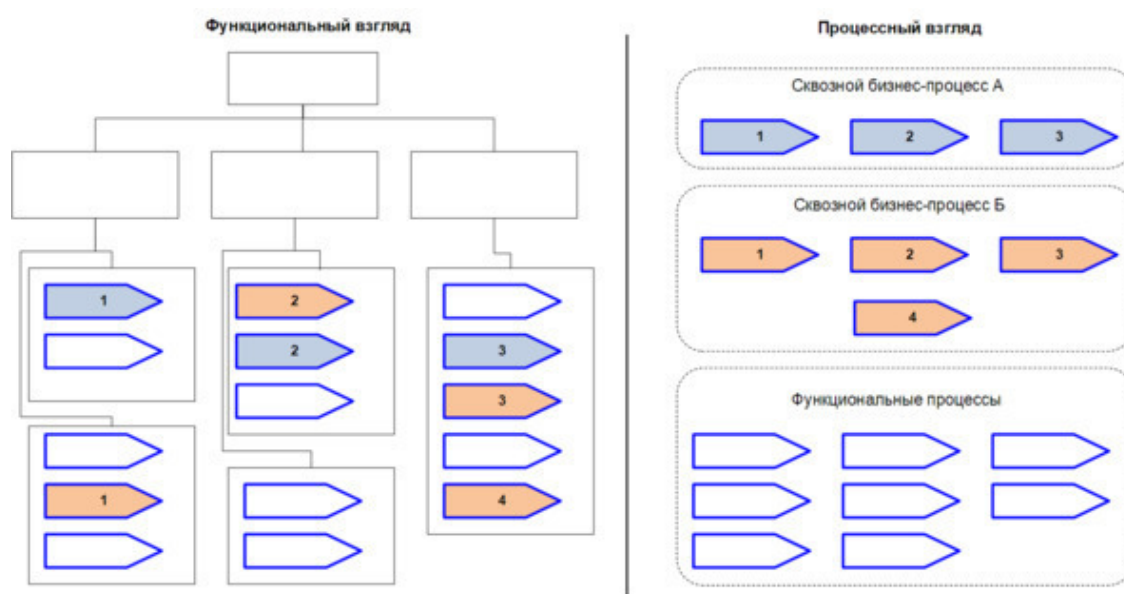 Функциональный взгляд
1
2
2
3
3
1
4
Процессный взгляд
Сквозной бизнес-процесс А
1 2 3
Сквозной бизнес-процесс Б
1 2 3
4
Функциональные процессы